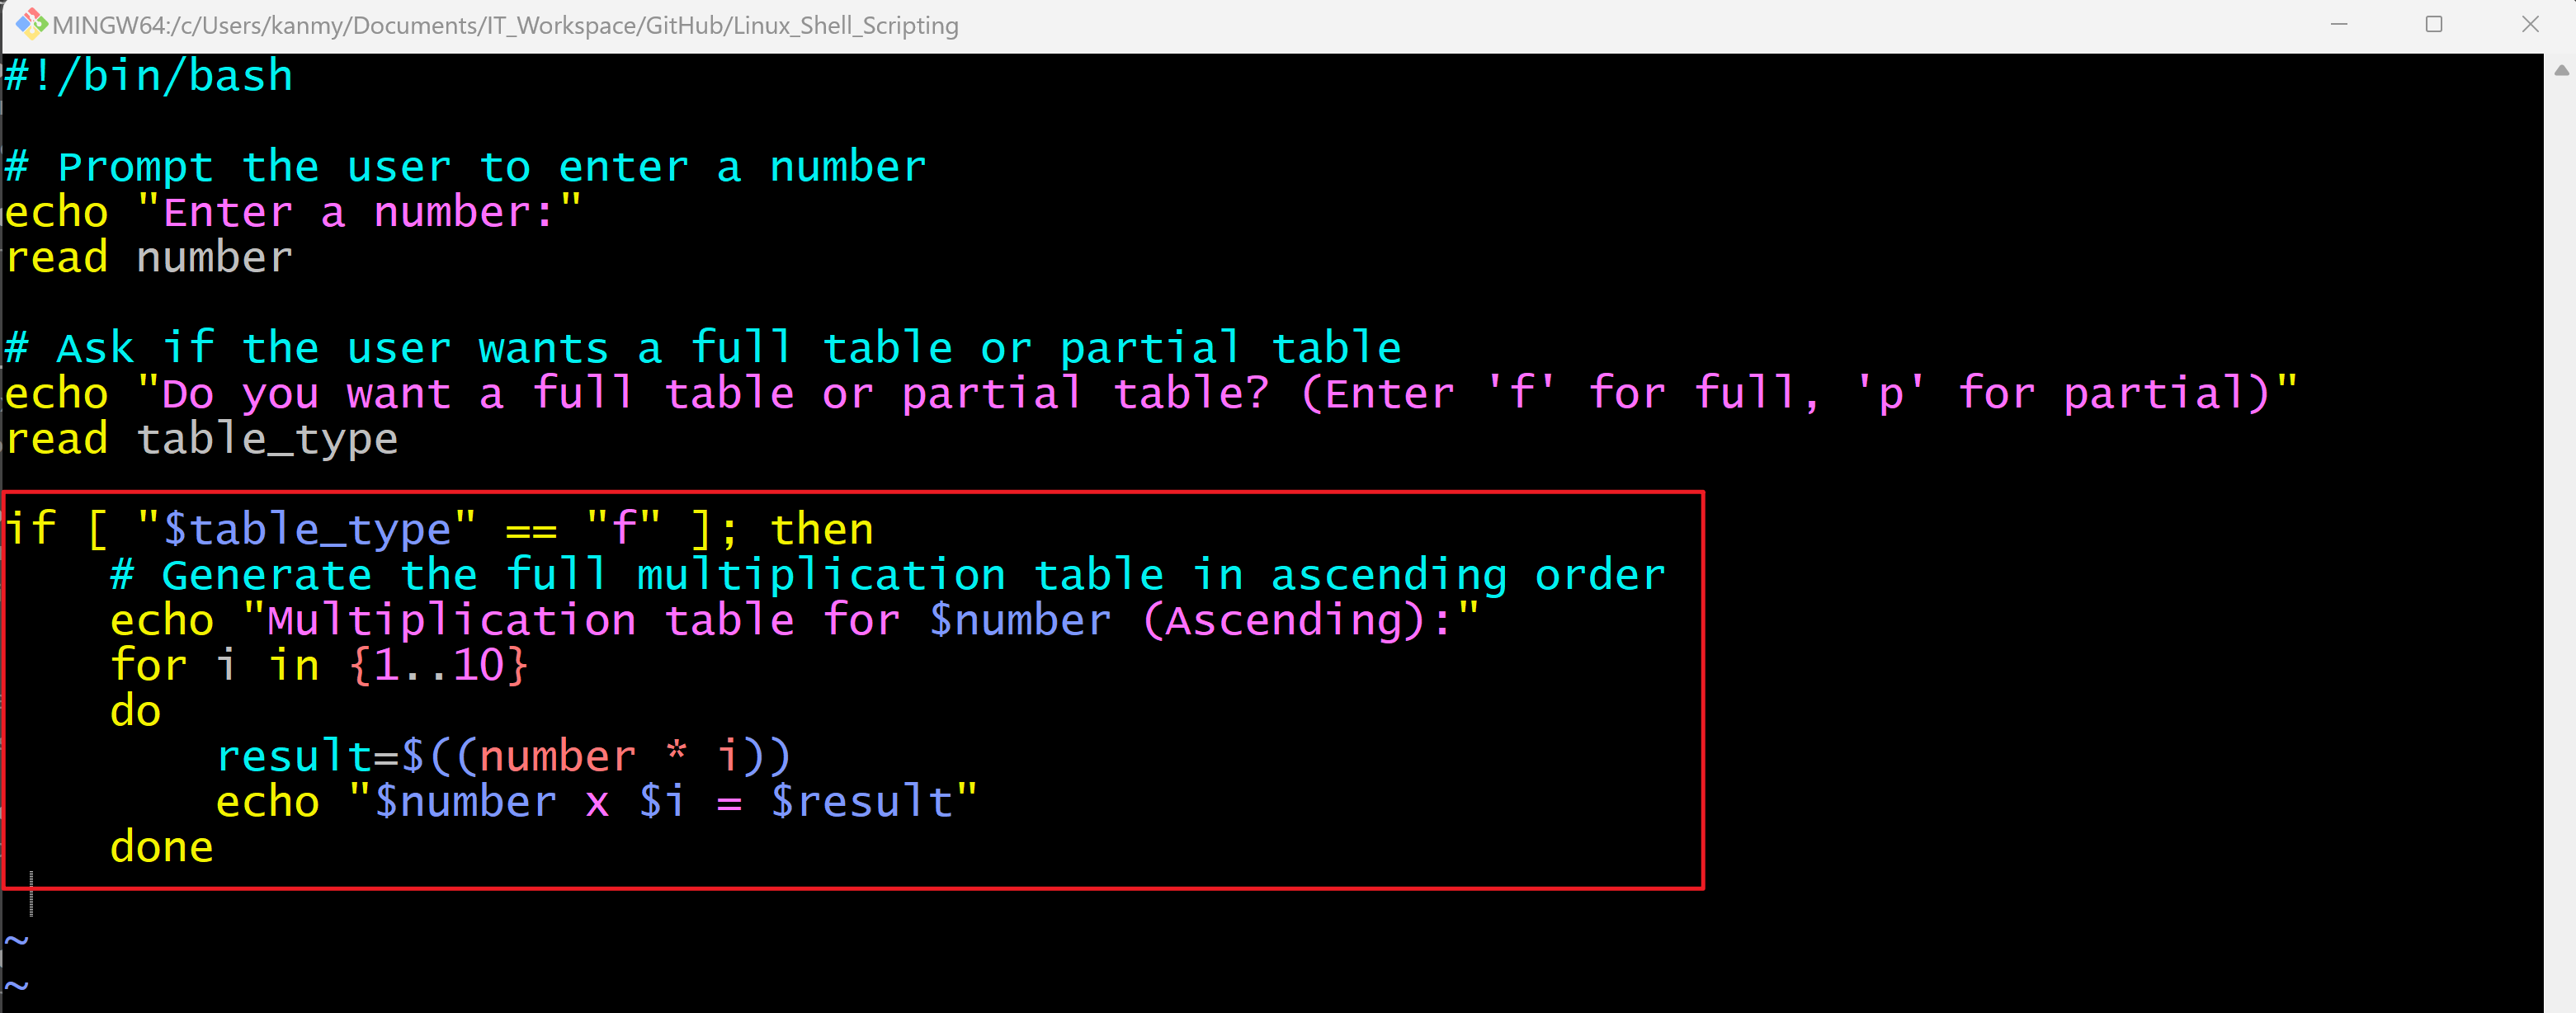 MINGW64:/c/Users/kanmy/Documents/IT_Workspace/GitHub/Linux_Shell_Scripting
#!/bin/bash
# Prompt the user to enter a number
echo "Enter a number:"
read number
# Ask if the user wants a full table or partial table
echo "Do you want a full table or partial table? (Enter 'f' for full, 'p' for partial)"
read table_type
if [ "$table_type" == "f" ]; then
    # Generate the full multiplication table in ascending order
    echo "Multiplication table for $number (Ascending):"
    for i in {1..10}
    do
        result=$((number * i))
        echo "$number x $i = $result"
    done
~
~